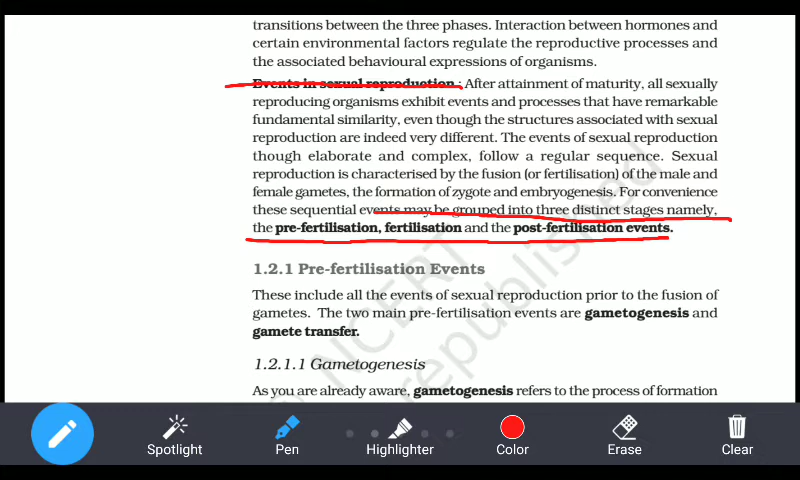 transitions between the three phases. Interaction between hormones and
certain environmental factors regulate the reproductive processes and
the associated behavioural expressions of organisms.
Events in sexual reproduction : After attainment of maturity, all sexually
reproducing organisms exhibit events and processes that have remarkable
fundamental similarity, even though the structures associated with sexual
reproduction are indeed very different. The events of sexual reproduction
though elaborate and complex, follow a regular sequence. Sexual
reproduction is characterised by the fusion (or fertilisation) of the male and
female gametes, the formation of zygote and embryogenesis. For convenience
these sequential events may be grouped into three distinct stages namely,
the pre-fertilisation, fertilisation and the post-fertilisation events.
1.2.1 Pre-fertilisation Events
These include all the events of sexual reproduction prior to the fusion of
gametes. The two main pre-fertilisation events are gametogenesis and
gamete transfer.
1.2.1.1 Gametogenesis
As you are already aware, gametogenesis refers to the process of formation
NCERT
republished
Spotlight
Pen
Highlighter
Color
Erase
Clear